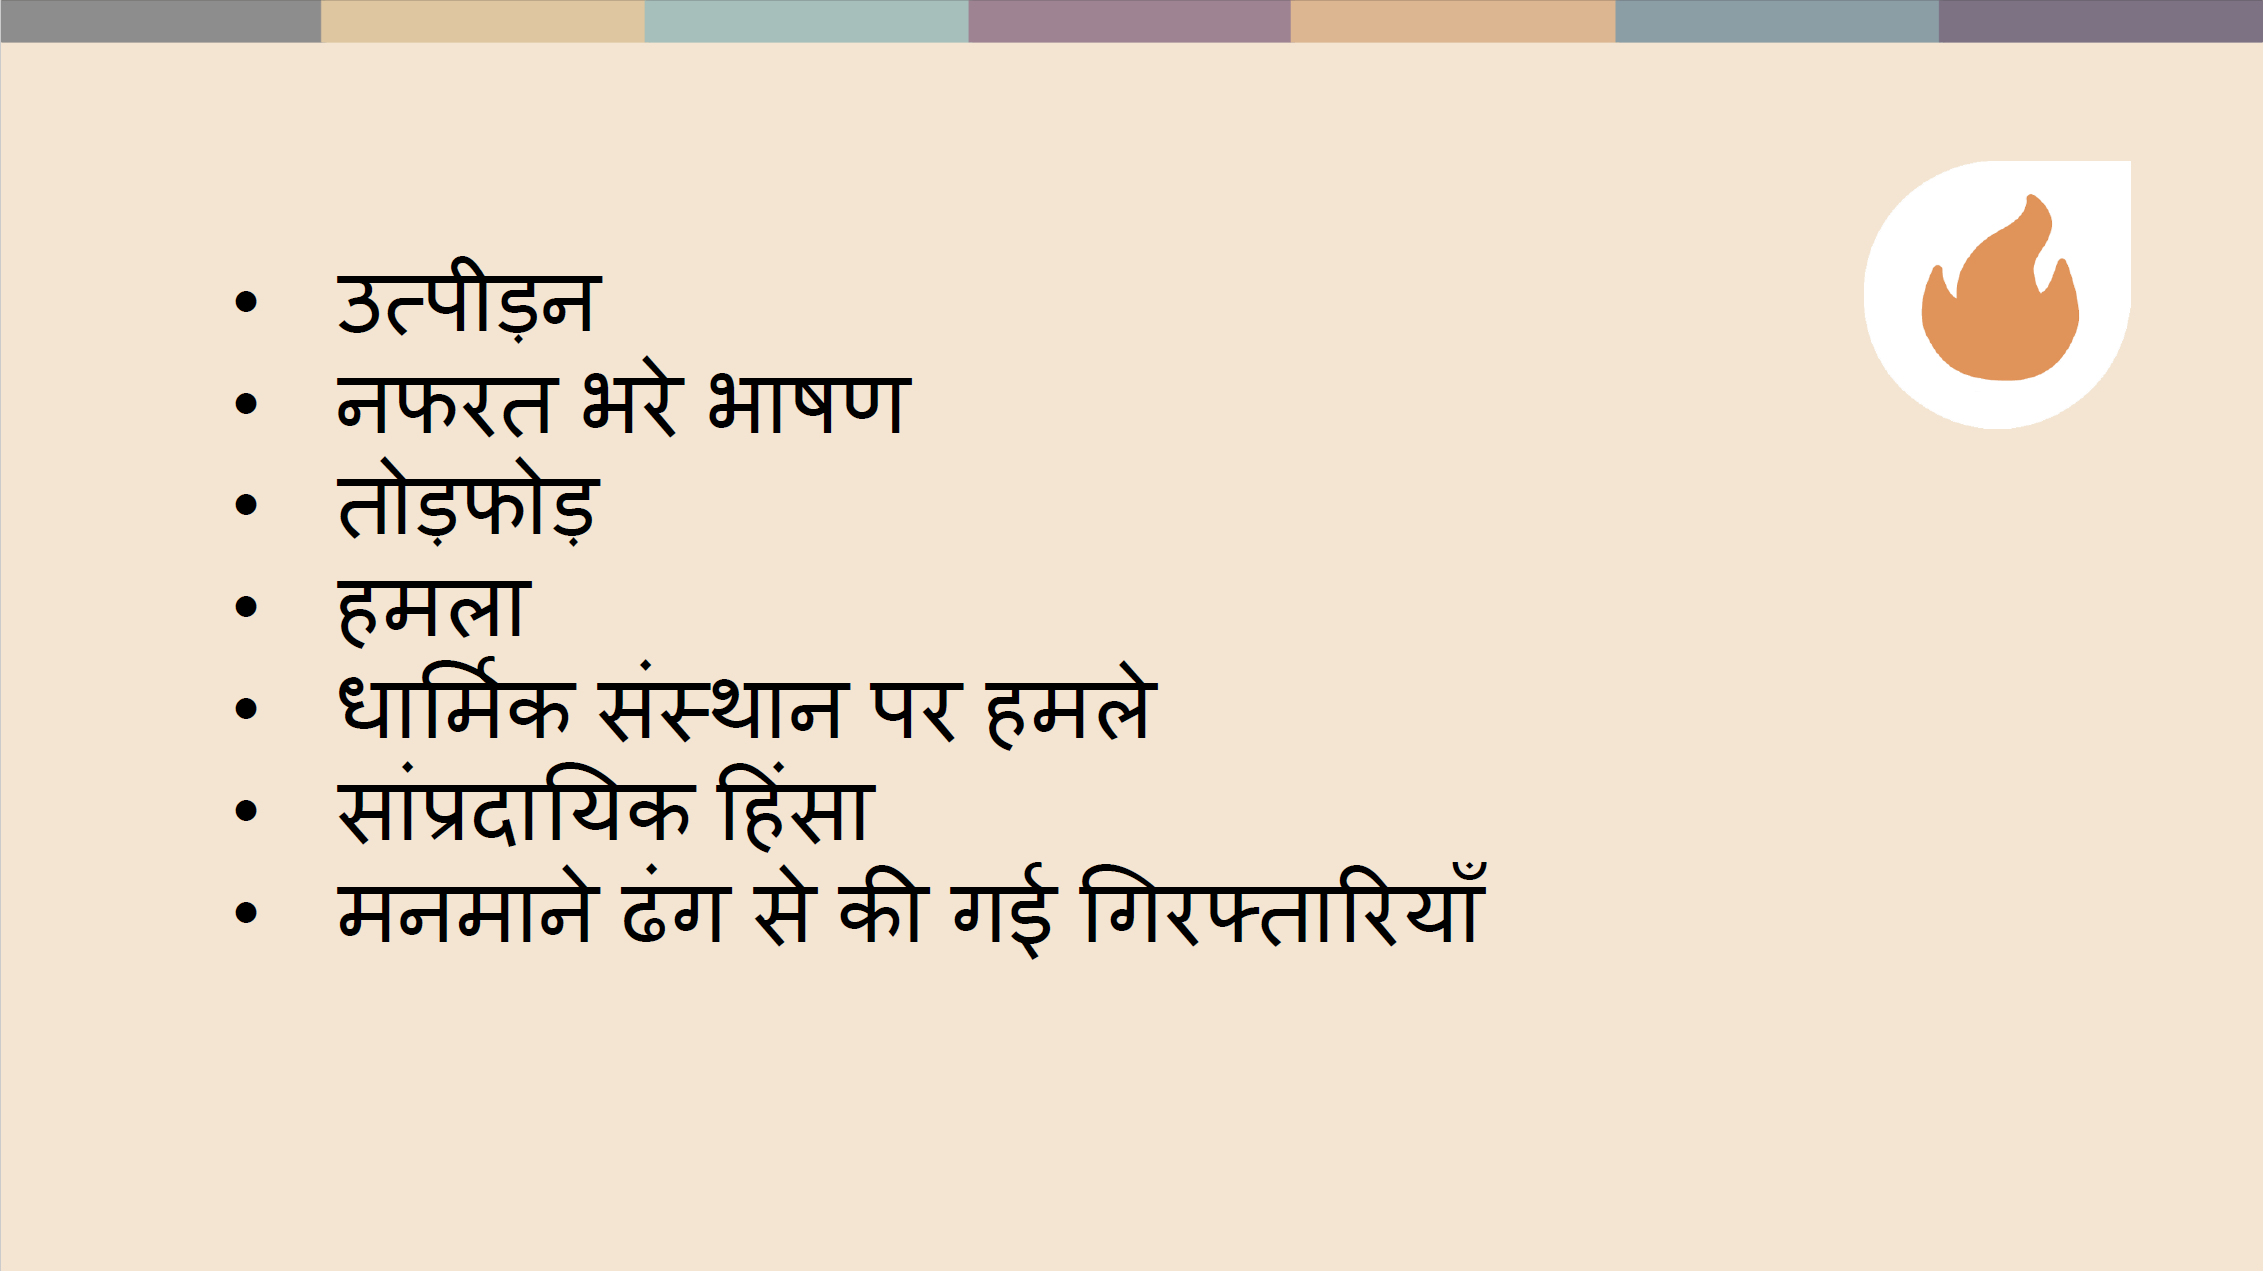 • उत्पीड़न
• नफरत भरे भाषण
• तोड़फोड़
• हमला
• धार्मिक संस्थान पर हमले
• सांप्रदायिक हिंसा
• मनमाने ढंग से की गई गिरफ्तारियाँ